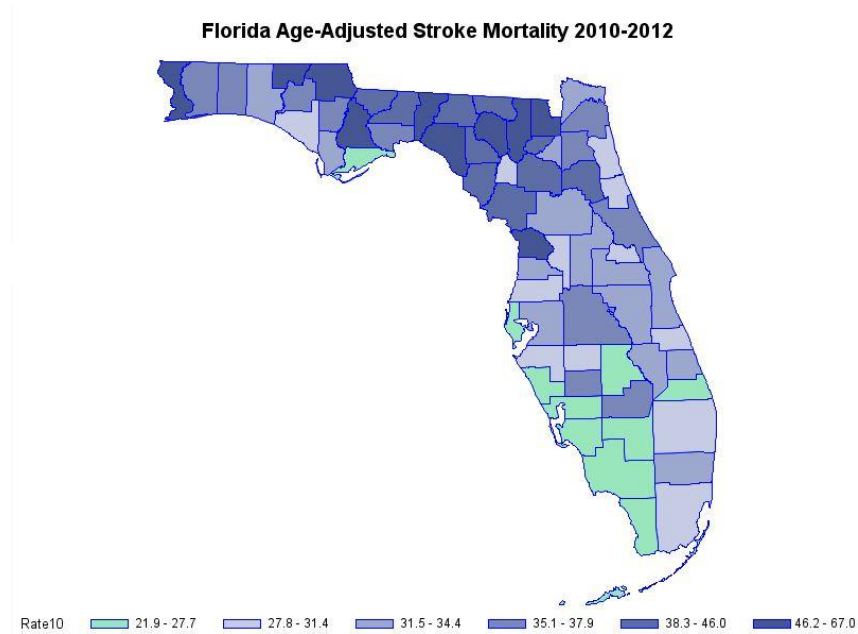 Florida Age-Adjusted Stroke Mortality 2010-2012
Rate10 21.9 - 27.7 27.8 - 31.4 31.5 - 34.4 35.1 - 37.9 38.3 - 46.0 46.2 - 67.0